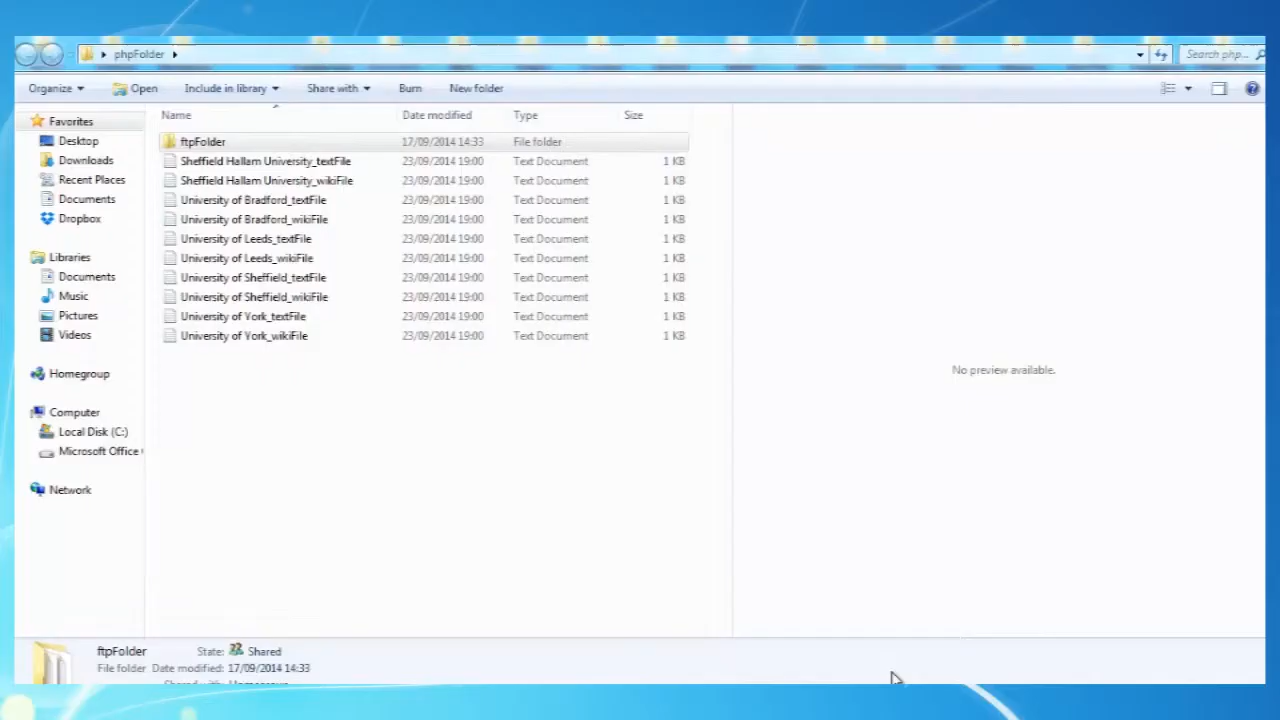 phpFolder
Search php...
Organize Open Include in library Share with Burn New folder
Name Date modified Type Size
Favorites
Desktop
Downloads
Recent Places
Documents
Dropbox
Libraries
Documents
Music
Pictures
Videos
Homegroup
Computer
Local Disk (C:)
Microsoft Office
Network
ftpFolder 17/09/2014 14:33 File folder
Sheffield Hallam University_textFile 23/09/2014 19:00 Text Document 1 KB
Sheffield Hallam University_wikiFile 23/09/2014 19:00 Text Document 1 KB
University of Bradford_textFile 23/09/2014 19:00 Text Document 1 KB
University of Bradford_wikiFile 23/09/2014 19:00 Text Document 1 KB
University of Leeds_textFile 23/09/2014 19:00 Text Document 1 KB
University of Leeds_wikiFile 23/09/2014 19:00 Text Document 1 KB
University of Sheffield_textFile 23/09/2014 19:00 Text Document 1 KB
University of Sheffield_wikiFile 23/09/2014 19:00 Text Document 1 KB
University of York_textFile 23/09/2014 19:00 Text Document 1 KB
University of York_wikiFile 23/09/2014 19:00 Text Document 1 KB
No preview available.
ftpFolder State: Shared
File folder Date modified: 17/09/2014 14:33